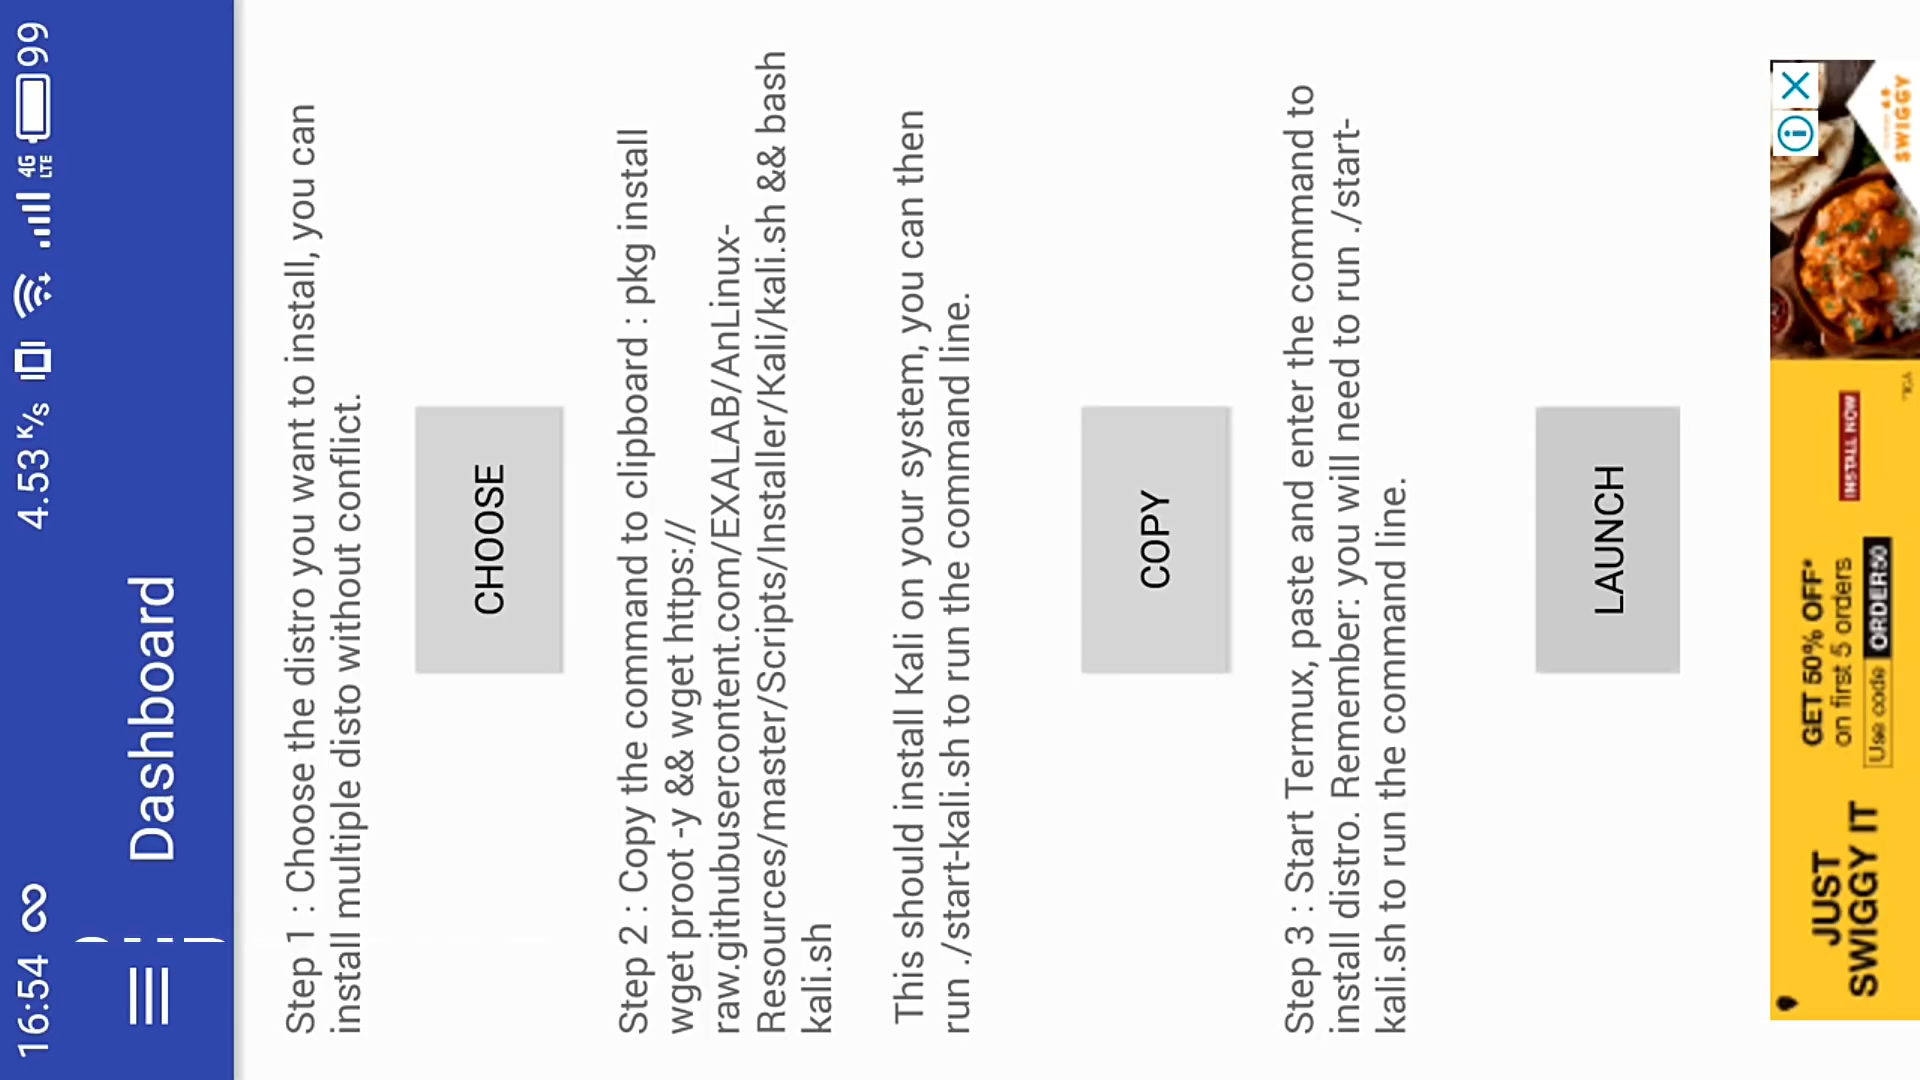 16:54 4.53 K/s 4G LTE 99
Dashboard
Step 1 : Choose the distro you want to install, you can
install multiple disto without conflict.
CHOOSE
Step 2 : Copy the command to clipboard : pkg install
wget proot -y && wget https://
raw.githubusercontent.com/EXALAB/AnLinux-
Resources/master/Scripts/Installer/Kali/kali.sh && bash
kali.sh
This should install Kali on your system, you can then
run ./start-kali.sh to run the command line.
COPY
Step 3 : Start Termux, paste and enter the command to
install distro. Remember: you will need to run ./start-
kali.sh to run the command line.
LAUNCH
JUST
SWIGGY IT
GET 50% OFF*
on first 5 orders
Use code ORDER50
INSTALL NOW
SWIGGY